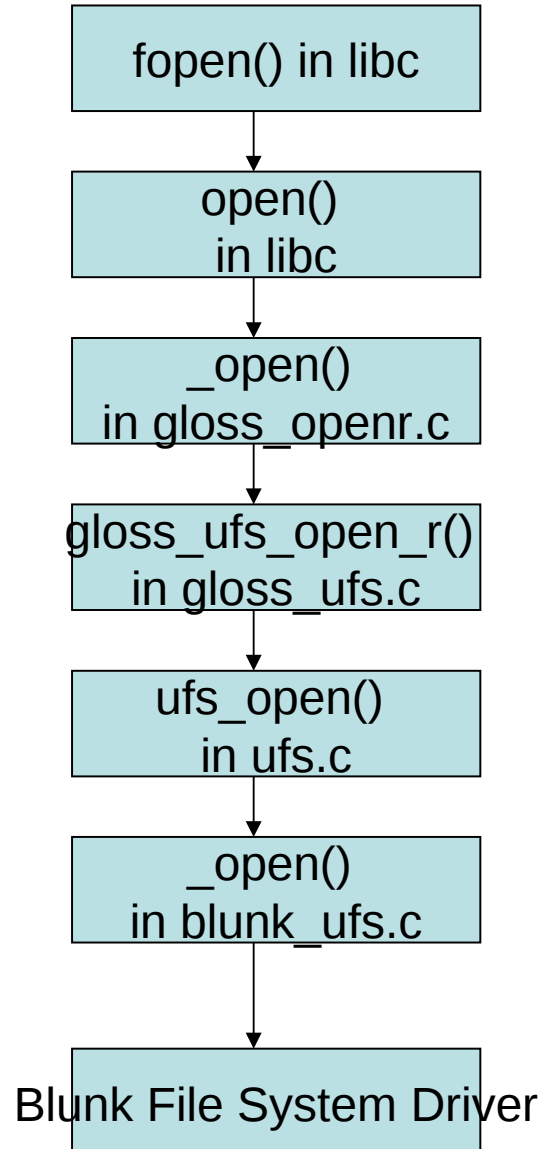 fopen() in libc
open()
in libc
_open()
in gloss_openr.c
gloss_ufs_open_r()
in gloss_ufs.c
ufs_open()
in ufs.c
_open()
in blunk_ufs.c
Blunk File System Driver